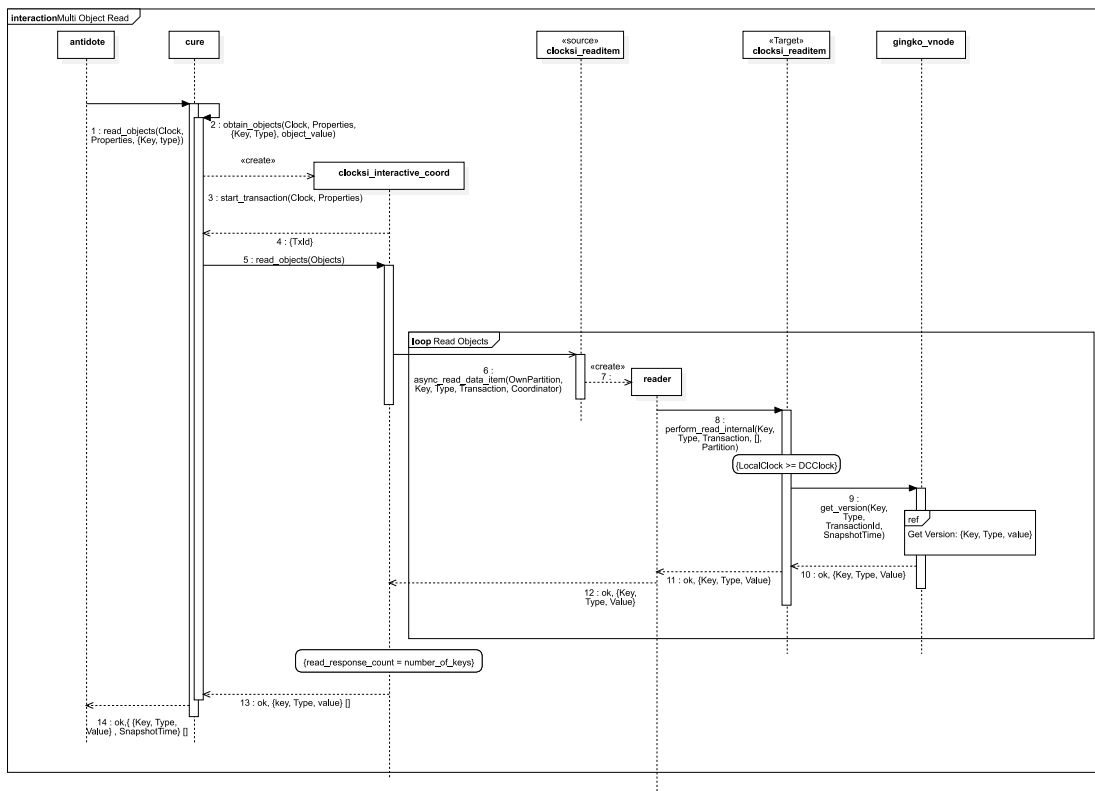 interactionMulti Object Read
antidote
cure
«source»
clocksi_readitem
«Target»
clocksi_readitem
gingko_vnode
1 : read_objects(Clock,
Properties, {Key, type})
2 : obtain_objects(Clock, Properties,
{Key, Type}, object_value)
«create»
clocksi_interactive_coord
3 : start_transaction(Clock, Properties)
4 : {TxId}
5 : read_objects(Objects)
loop Read Objects
6 :
async_read_data_item(OwnPartition,
Key, Type, Transaction, Coordinator)
«create»
7 :
reader
8 :
perform_read_internal(Key,
Type, Transaction, [],
Partition)
{LocalClock >= DCClock}
9 :
get_version(Key,
Type,
TransactionId,
SnapshotTime)
ref
Get Version: {Key, Type, value}
10 : ok, {Key, Type, Value}
11 : ok, {Key, Type, Value}
12 : ok, {Key,
Type, Value}
{read_response_count = number_of_keys}
13 : ok, {key, Type, value} []
14 : ok,{ {Key, Type,
Value} , SnapshotTime} []